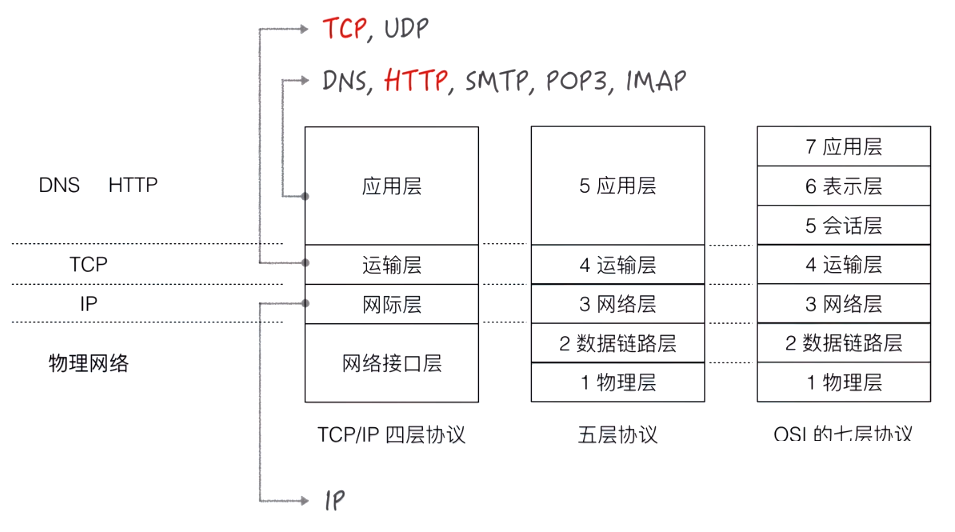 TCP, UDP
DNS, HTTP, SMTP, POP3, IMAP
DNS HTTP
TCP
IP
物理网络
应用层
运输层
网际层
网络接口层
TCP/IP 四层协议
5 应用层
4 运输层
3 网络层
2 数据链路层
1 物理层
五层协议
7 应用层
6 表示层
5 会话层
4 运输层
3 网络层
2 数据链路层
1 物理层
OSI 的七层协议
IP